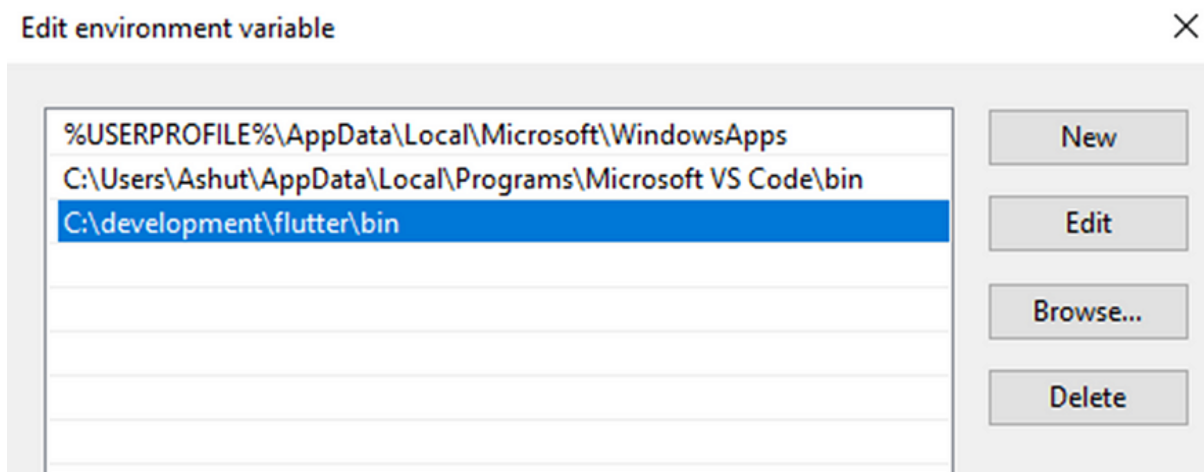 Edit environment variable
%USERPROFILE%\AppData\Local\Microsoft\WindowsApps
New
C:\Users\Ashut\AppData\Local\Programs\Microsoft VS Code\bin
C:\development\flutter\bin
Edit
Browse...
Delete